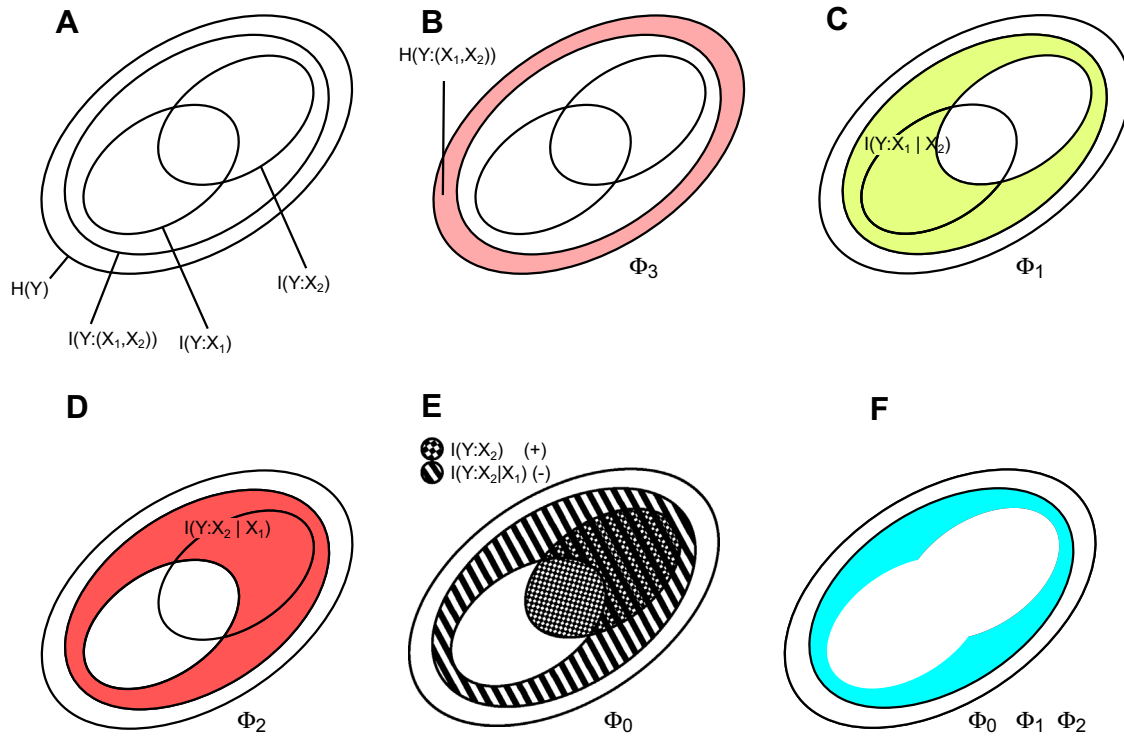 A
B
C
H(Y:(X₁,X₂))
I(Y:X₁ | X₂)
Φ₃
Φ₁
I(Y:X₂)
H(Y)
I(Y:(X₁,X₂))
I(Y:X₁)
D
E
F
I(Y:X₂) (+)
I(Y:X₂|X₁) (-)
I(Y:X₂ | X₁)
Φ₂
Φ₀
Φ₀ Φ₁ Φ₂